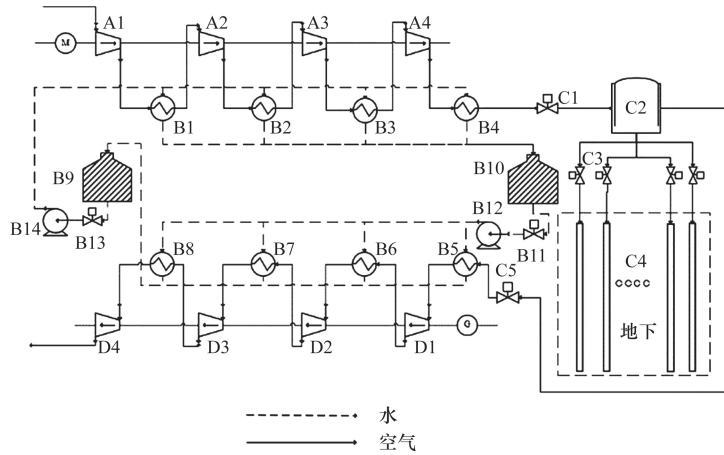 A1 A2 A3 A4
M
B1 B2 B3 B4 C1 C2
C3
B9 B10
B14 B13 B12 B11
B8 B7 B6 B5 C5 C4
地下
G
D4 D3 D2 D1
水
空气